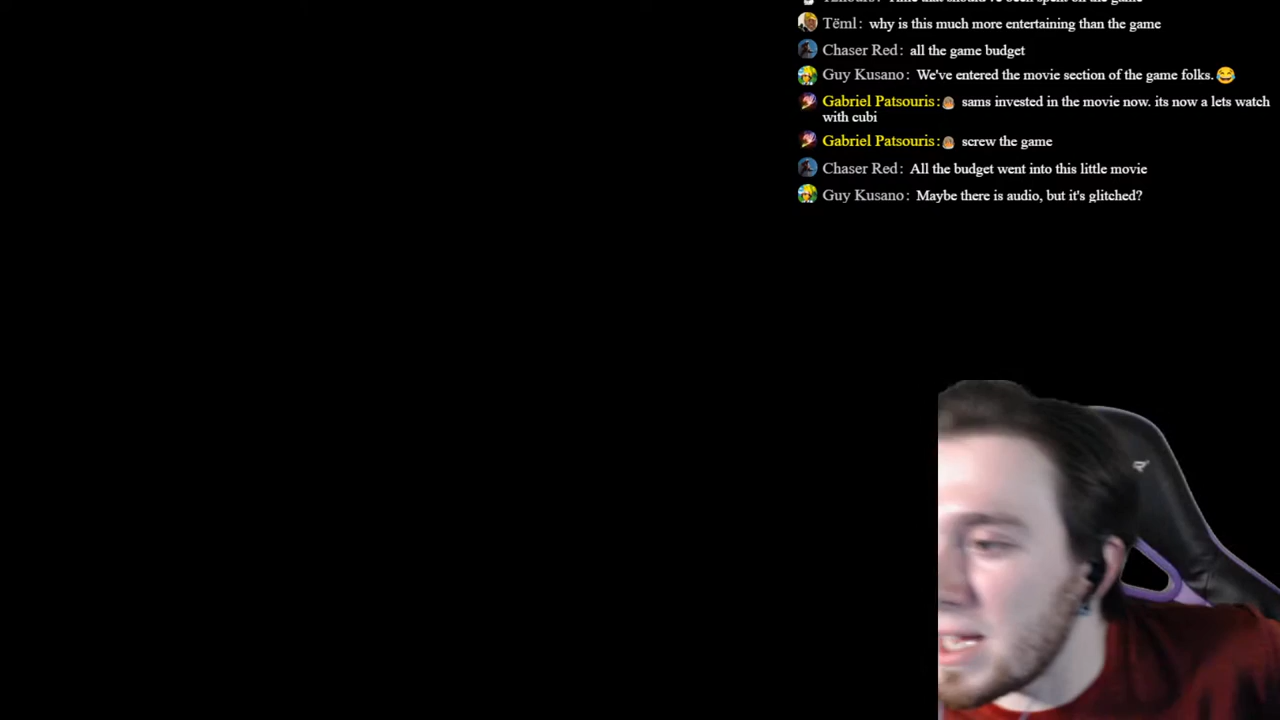 Tëml: why is this much more entertaining than the game
Chaser Red: all the game budget
Guy Kusano: We've entered the movie section of the game folks.😂
Gabriel Patsouris: sams invested in the movie now. its now a lets watch
with cubi
Gabriel Patsouris: screw the game
Chaser Red: All the budget went into this little movie
Guy Kusano: Maybe there is audio, but it's glitched?